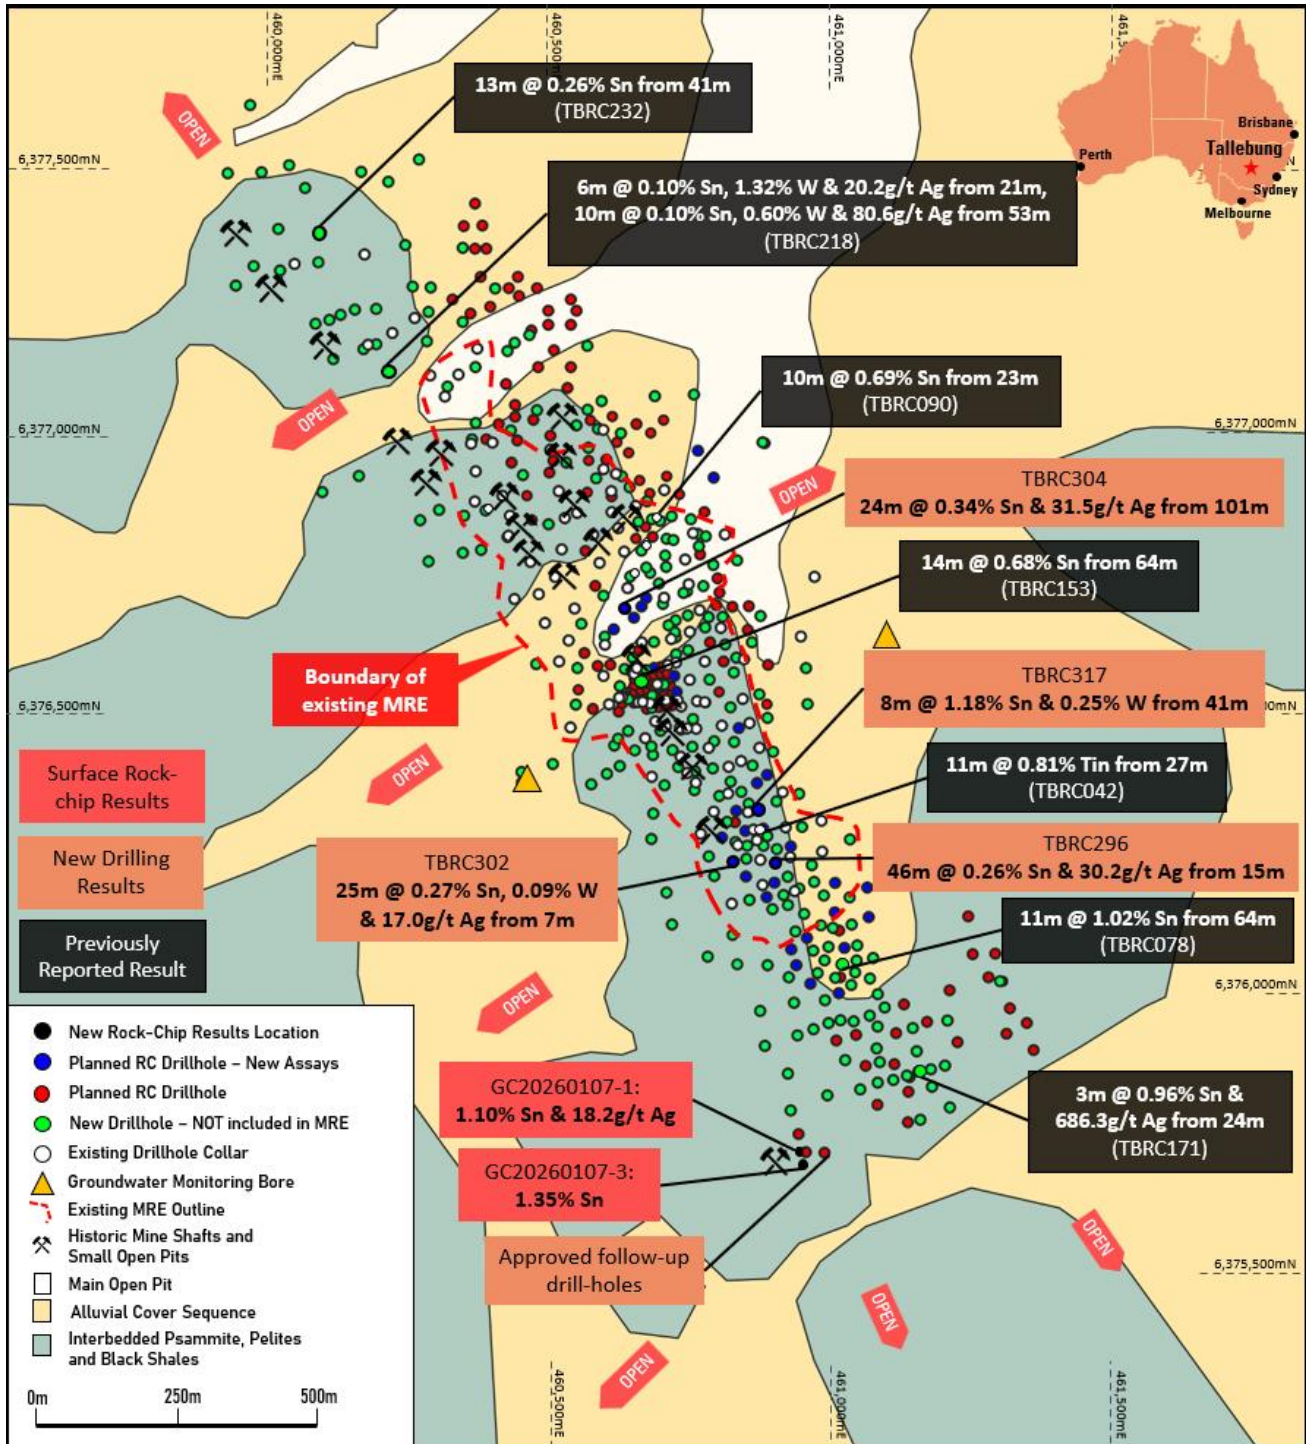 460,000mE
460,500mE
461,000mE
461,5
13m @ 0.26% Sn from 41m
(TBRC232)
OPEN
6,377,500mN
N
Brisbane
Tallebung
Perth
Sydney
Melbourne
6m @ 0.10% Sn, 1.32% W & 20.2g/t Ag from 21m,
10m @ 0.10% Sn, 0.60% W & 80.6g/t Ag from 53m
(TBRC218)
10m @ 0.69% Sn from 23m
(TBRC090)
OPEN
6,377,000mN
6,377,000mN
OPEN
TBRC304
24m @ 0.34% Sn & 31.5g/t Ag from 101m
14m @ 0.68% Sn from 64m
(TBRC153)
Boundary of
existing MRE
TBRC317
8m @ 1.18% Sn & 0.25% W from 41m
6,376,500mN
00mN
OPEN
Surface Rock-
chip Results
11m @ 0.81% Tin from 27m
(TBRC042)
New Drilling
Results
TBRC302
25m @ 0.27% Sn, 0.09% W
& 17.0g/t Ag from 7m
TBRC296
46m @ 0.26% Sn & 30.2g/t Ag from 15m
Previously
Reported Result
11m @ 1.02% Sn from 64m
(TBRC078)
6,376,000mN
OPEN
New Rock-Chip Results Location
Planned RC Drillhole – New Assays
Planned RC Drillhole
New Drillhole – NOT included in MRE
Existing Drillhole Collar
Groundwater Monitoring Bore
Existing MRE Outline
Historic Mine Shafts and
Small Open Pits
Main Open Pit
Alluvial Cover Sequence
Interbedded Psammite, Pelites
and Black Shales
0m
250m
500m
GC20260107-1:
1.10% Sn & 18.2g/t Ag
3m @ 0.96% Sn &
686.3g/t Ag from 24m
(TBRC171)
GC20260107-3:
1.35% Sn
Approved follow-up
drill-holes
OPEN
6,375,500mN
OPEN
OPEN
460,500mE
461,000mE
461,500mE